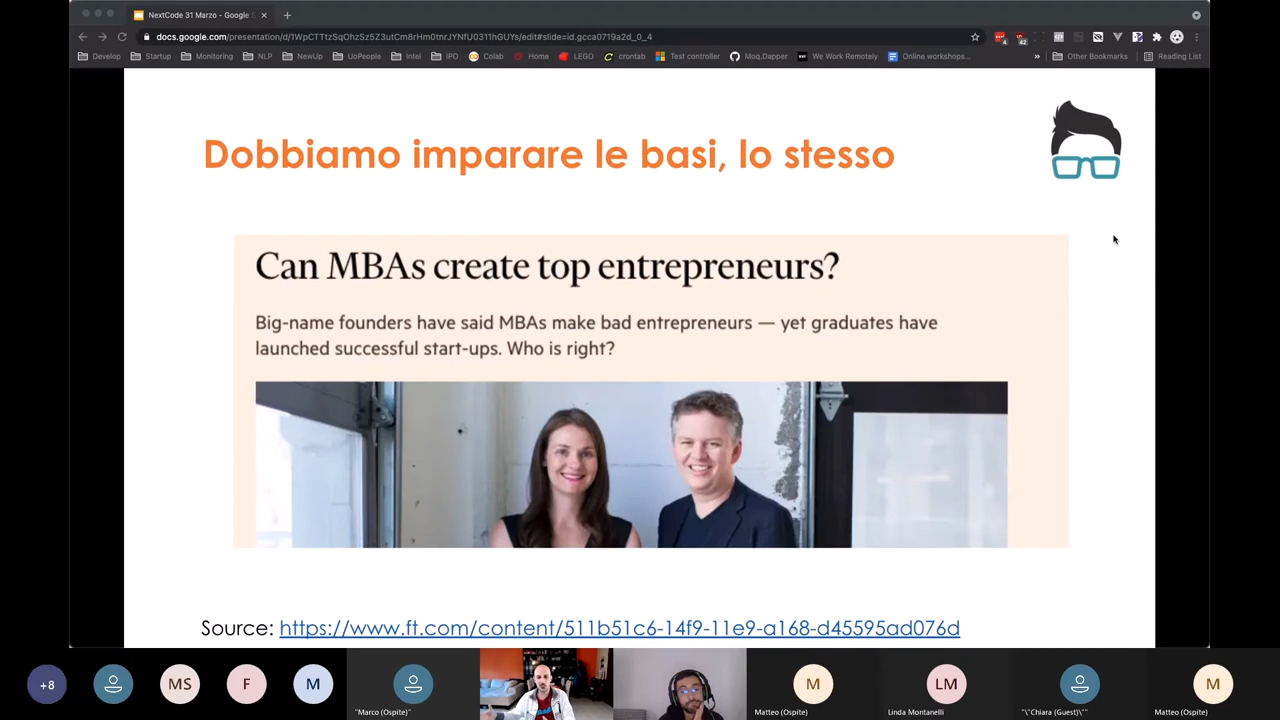 NextCode 31 Marzo - Google S
docs.google.com/presentation/d/1WpCTTtzSqOhzSz5Z3utCm8rHm0tnrJYNfU0311hGUYs/edit#slide=id.gcca0719a2d_0_4
Develop Startup Monitoring NLP NewUp UoPeople Intel IPO Colab Home LEGO crontab Test controller Moq.Dapper We Work Remotely Online workshops... » Other Bookmarks Reading List
Dobbiamo imparare le basi, lo stesso
Can MBAs create top entrepreneurs?
Big-name founders have said MBAs make bad entrepreneurs — yet graduates have
launched successful start-ups. Who is right?
Source: https://www.ft.com/content/511b51c6-14f9-11e9-a168-d45595ad076d
+8 MS F M M LM M
"Marco (Ospite)" Matteo (Ospite) Linda Montanelli "\"Chiara (Guest)\"" Matteo (Ospite)